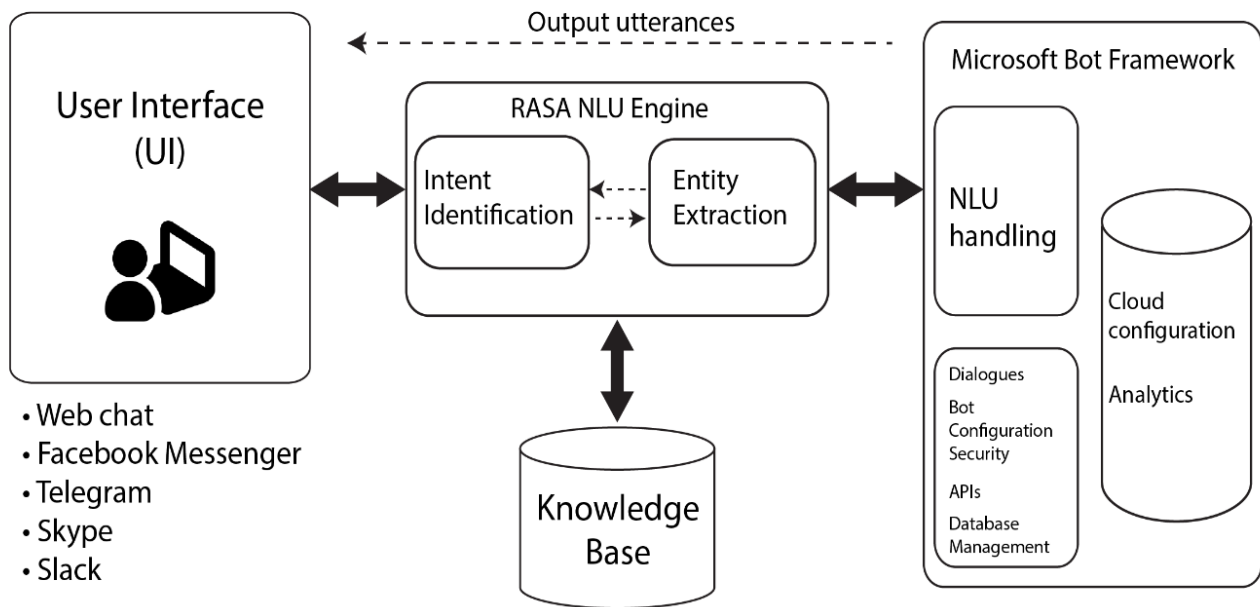 Output utterances
User Interface
(UI)
• Web chat
• Facebook Messenger
• Telegram
• Skype
• Slack
RASA NLU Engine
Intent
Identification
Entity
Extraction
Knowledge
Base
Microsoft Bot Framework
NLU
handling
Dialogues
Bot
Configuration
Security
APIs
Database
Management
Cloud
configuration
Analytics